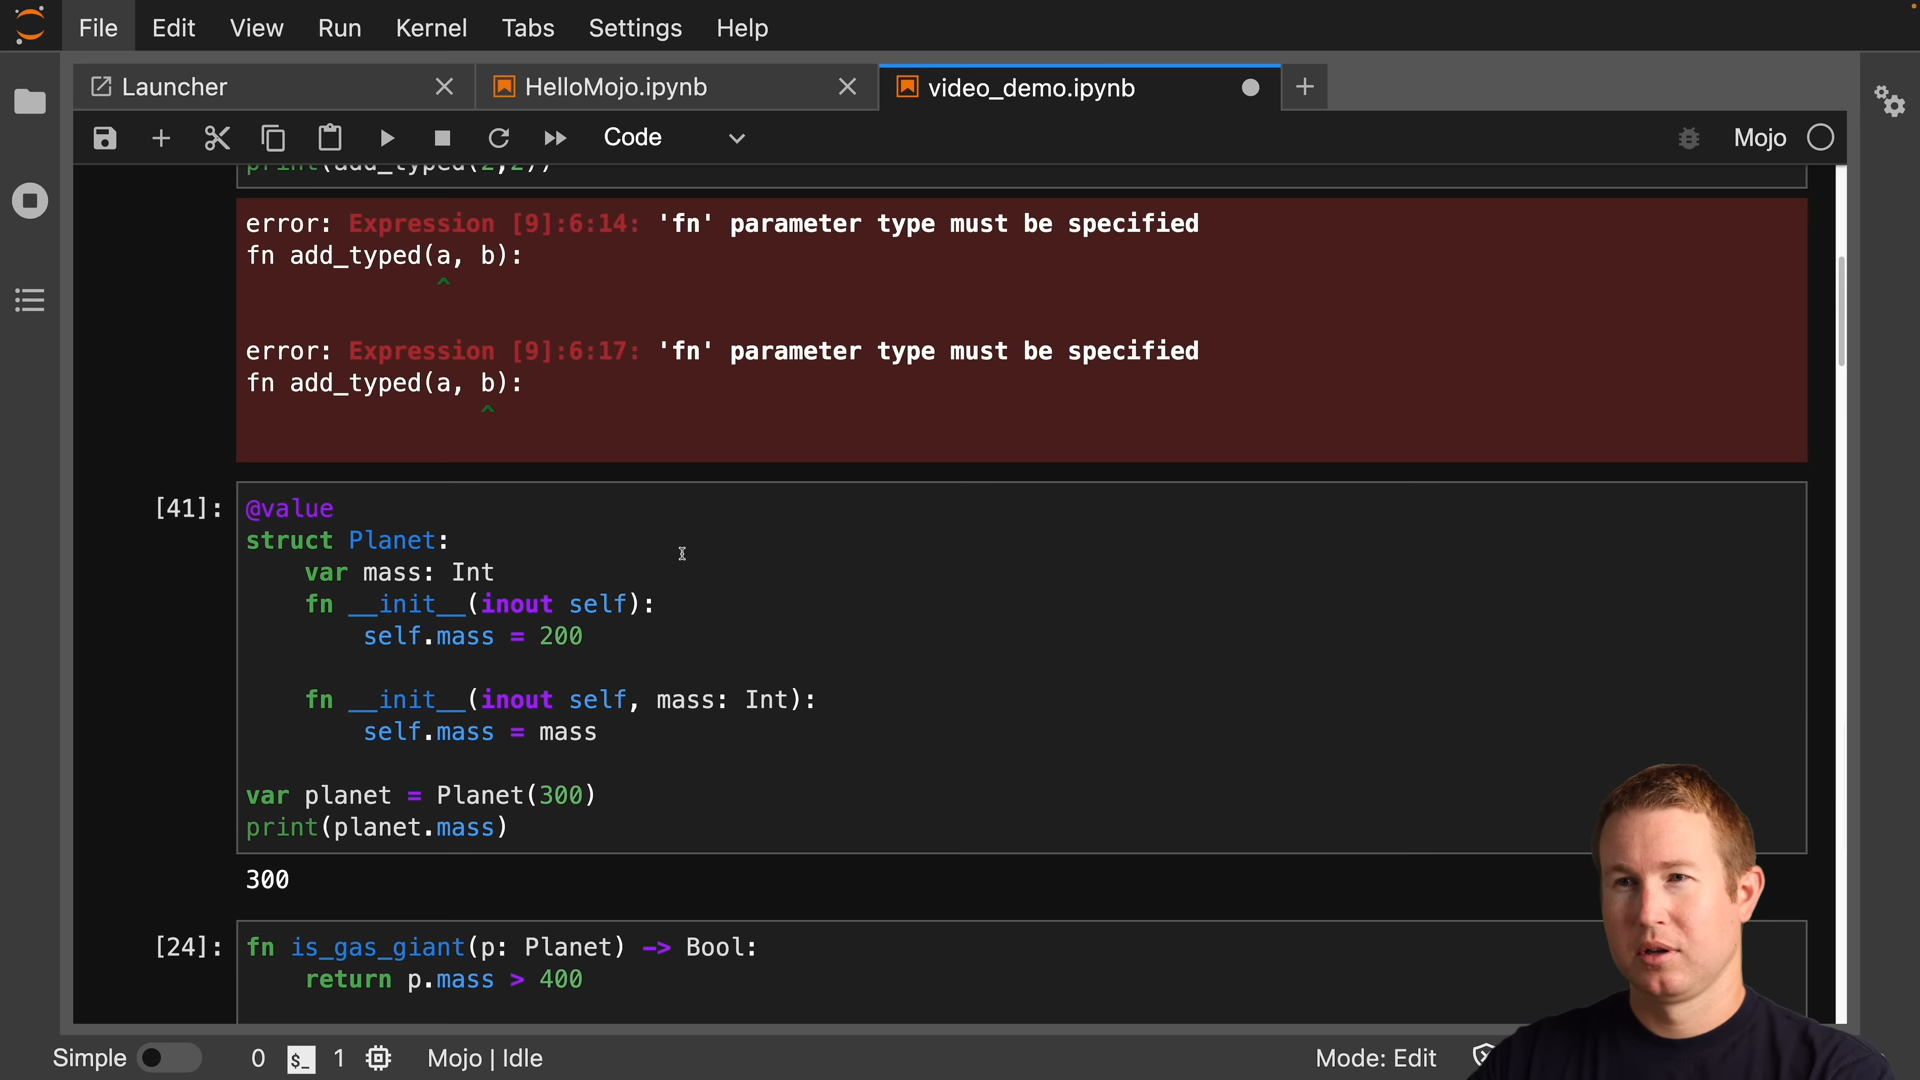 File Edit View Run Kernel Tabs Settings Help
Launcher HelloMojo.ipynb video_demo.ipynb
Code Mojo
print(add_typed(2,2))
error: Expression [9]:6:14: 'fn' parameter type must be specified
fn add_typed(a, b):
^
error: Expression [9]:6:17: 'fn' parameter type must be specified
fn add_typed(a, b):
^
[41]: @value
struct Planet:
var mass: Int
fn __init__(inout self):
self.mass = 200
fn __init__(inout self, mass: Int):
self.mass = mass
var planet = Planet(300)
print(planet.mass)
300
[24]: fn is_gas_giant(p: Planet) -> Bool:
return p.mass > 400
Simple 0 $_ 1 Mojo | Idle Mode: Edit